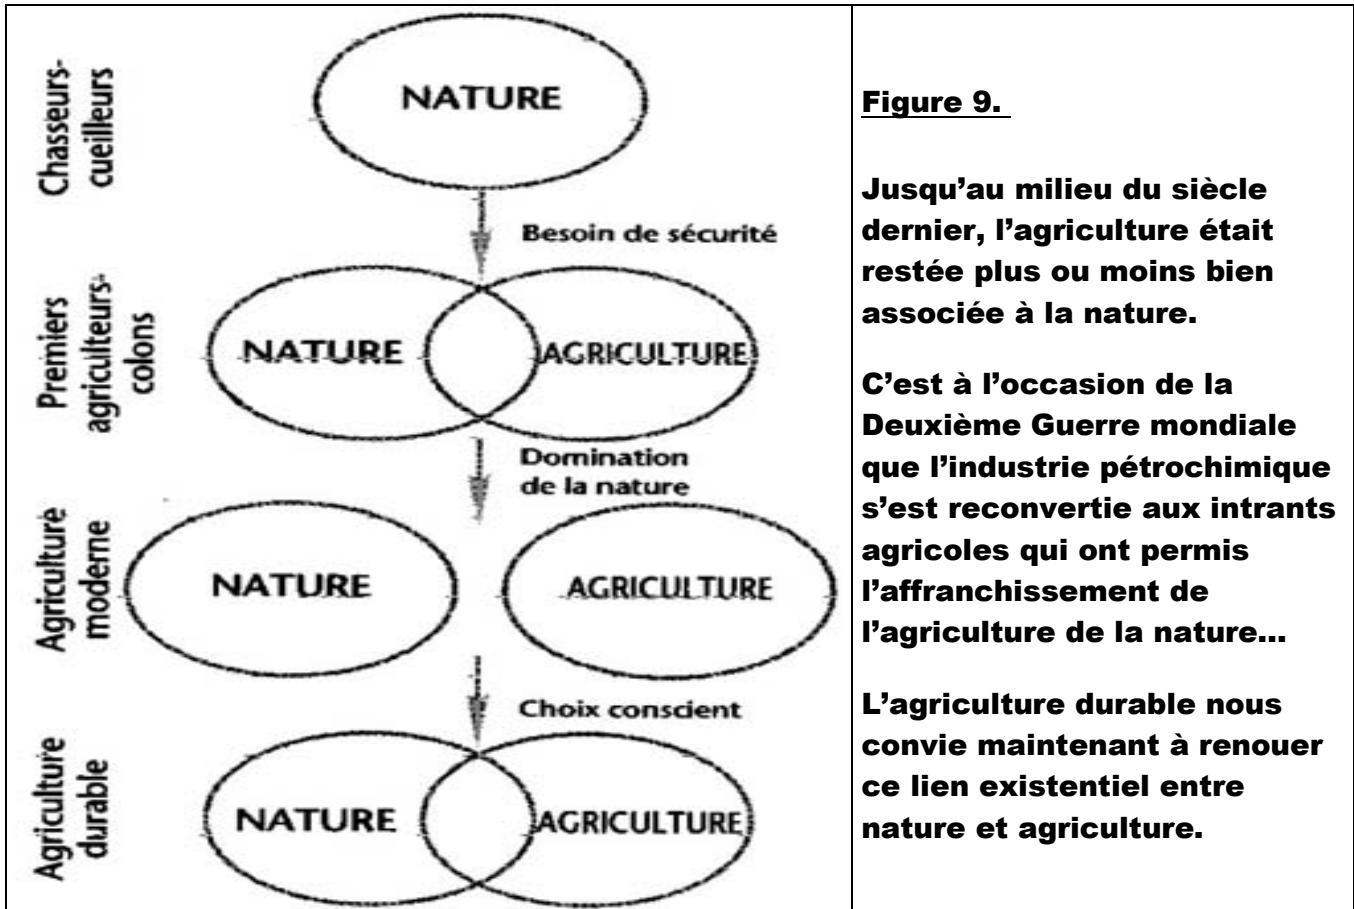 Chasseurs-
cueilleurs
NATURE
Besoin de sécurité
Premiers
agriculteurs-
colons
NATURE
AGRICULTURE
Domination
de la nature
Agriculture
moderne
NATURE
AGRICULTURE
Choix conscient
Agriculture
durable
NATURE
AGRICULTURE
Figure 9.
Jusqu’au milieu du siècle
dernier, l’agriculture était
restée plus ou moins bien
associée à la nature.
C’est à l’occasion de la
Deuxième Guerre mondiale
que l’industrie pétrochimique
s’est reconvertie aux intrants
agricoles qui ont permis
l’affranchissement de
l’agriculture de la nature…
L’agriculture durable nous
convie maintenant à renouer
ce lien existentiel entre
nature et agriculture.